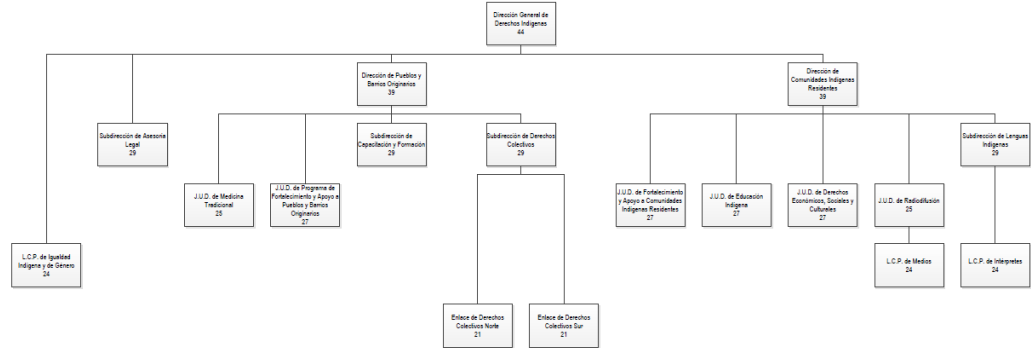 Dirección General de
Derechos Indígenas
44
Dirección de Pueblos y
Barrios Originarios
39
Dirección de
Comunidades Indígenas
Residentes
39
Subdirección de Asesoría
Legal
29
Subdirección de
Capacitación y Formación
29
Subdirección de Derechos
Colectivos
29
Subdirección de Lenguas
Indígenas
29
J.U.D. de Medicina
Tradicional
25
J.U.D. de Programa de
Fortalecimiento y Apoyo a
Pueblos y Barrios
Originarios
27
J.U.D. de Fortalecimiento
y Apoyo a Comunidades
Indígenas Residentes
27
J.U.D. de Educación
Indígena
27
J.U.D. de Derechos
Económicos, Sociales y
Culturales
27
J.U.D. de Radiodifusión
25
L.C.P. de Igualdad
Indígena y de Género
24
L.C.P. de Medios
24
L.C.P. de Intérpretes
24
Enlace de Derechos
Colectivos Norte
21
Enlace de Derechos
Colectivos Sur
21